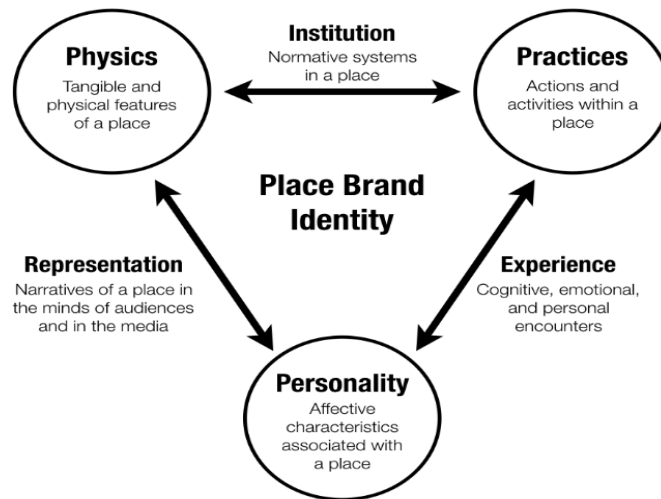 Physics
Tangible and
physical features
of a place
Institution
Normative systems
in a place
Practices
Actions and
activities within a
place
Place Brand
Identity
Representation
Narratives of a place in
the minds of audiences
and in the media
Experience
Cognitive, emotional,
and personal
encounters
Personality
Affective
characteristics
associated with
a place